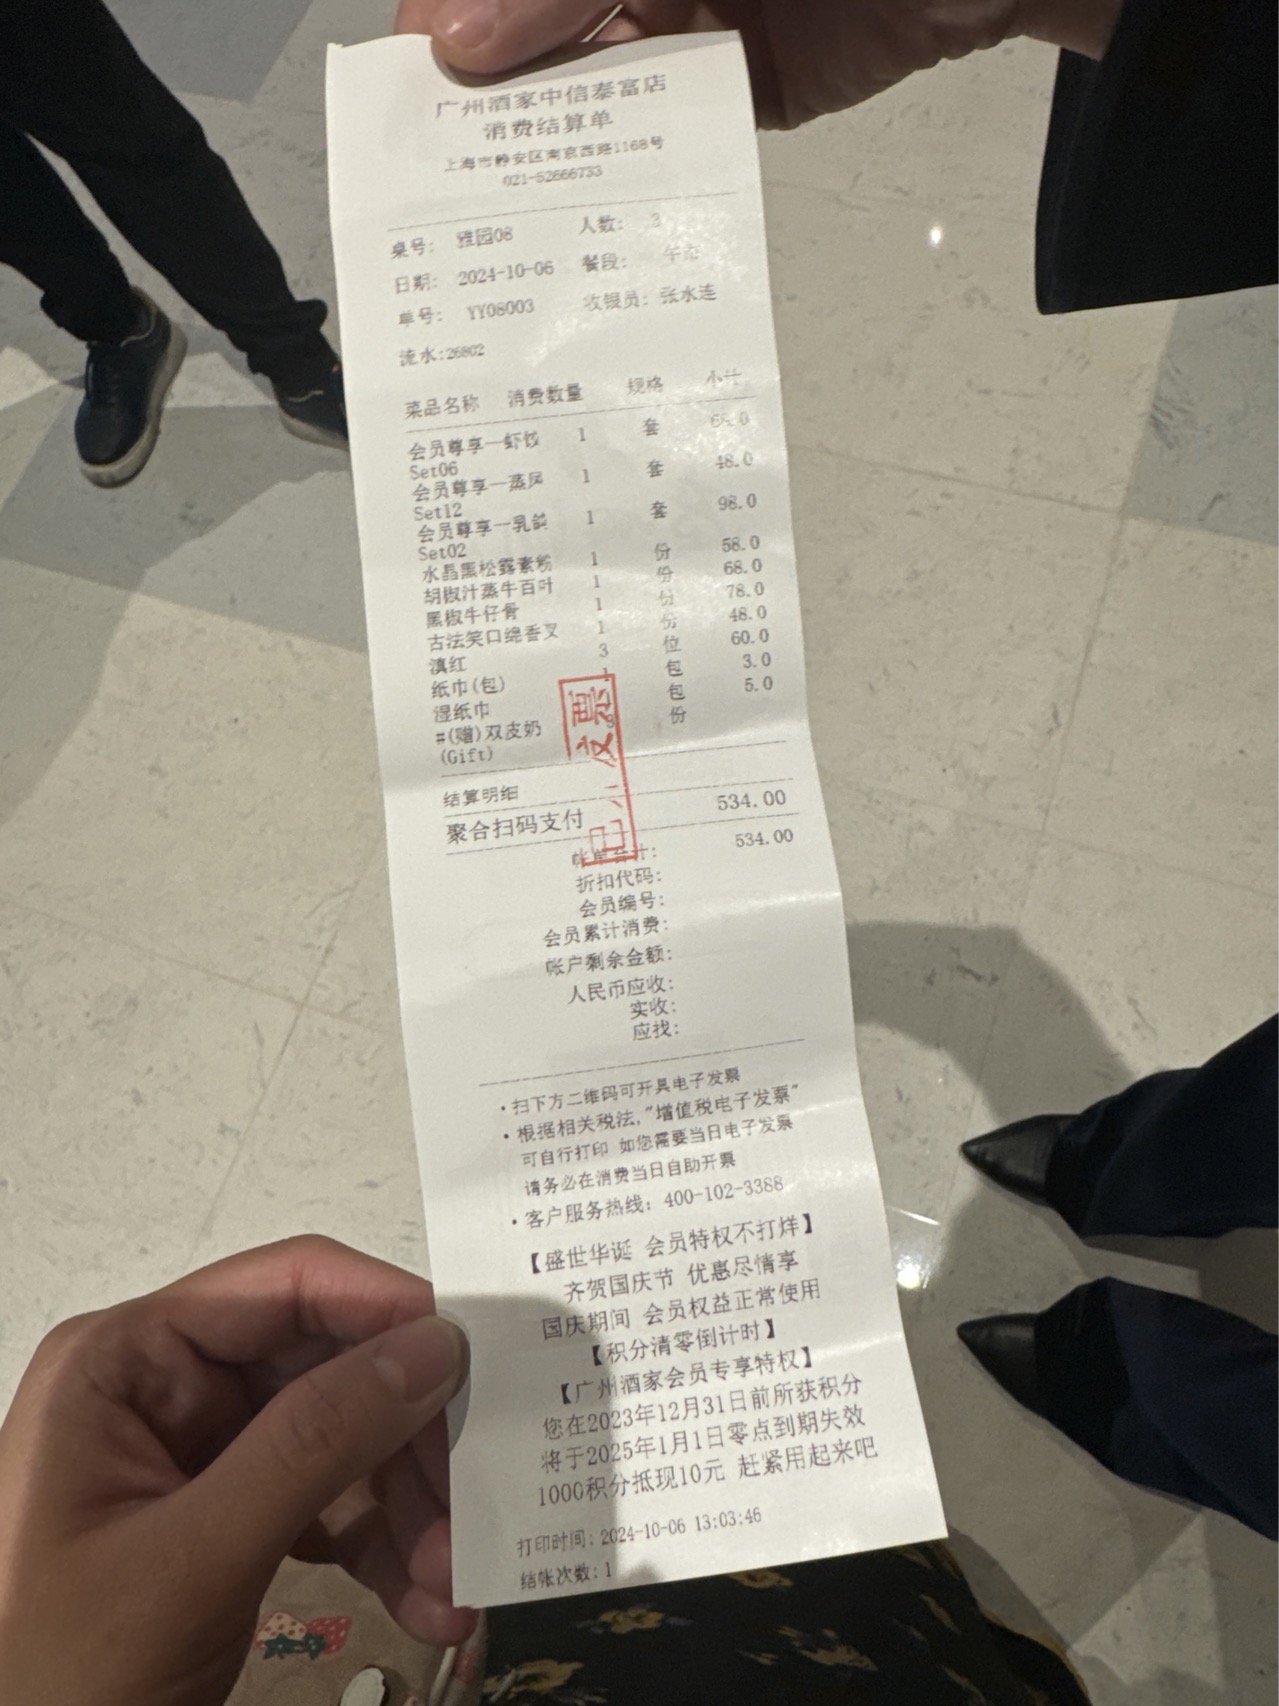 广州酒家中信泰富店
消费结算单
上海市静安区南京西路1168号
021-52666733
桌号: 雅园08 人数: 3
日期: 2024-10-06 餐段: 午市
单号: YY08003 收银员: 张水连
流水:26802
菜品名称 消费数量 规格 小计
会员尊享—虾饺 1 套 68.0
Set06
会员尊享—蒸凤 1 套 48.0
Set12
会员尊享—乳鸽 1 套 98.0
Set02
水晶黑松露素粉 1 份 58.0
胡椒汁蒸牛百叶 1 份 68.0
黑椒牛仔骨 1 份 78.0
古法笑口绵香叉 1 份 48.0
滇红 3 位 60.0
纸巾(包) 1 包 3.0
湿纸巾 包 5.0
#(赠)双皮奶 3 份
(Gift)
结算明细
聚合扫码支付 534.00
帐单合计: 534.00
折扣代码:
会员编号:
会员累计消费:
帐户剩余金额:
人民币应收:
实收:
应找:
·扫下方二维码可开具电子发票
·根据相关税法,"增值税电子发票"
可自行打印 如您需要当日电子发票
请务必在消费当日自助开票
·客户服务热线: 400-102-3388
【盛世华诞 会员特权不打烊】
齐贺国庆节 优惠尽情享
国庆期间 会员权益正常使用
【积分清零倒计时】
【广州酒家会员专享特权】
您在2023年12月31日前所获积分
将于2025年1月1日零点到期失效
1000积分抵现10元 赶紧用起来吧
打印时间: 2024-10-06 13:03:46
结帐次数: 1